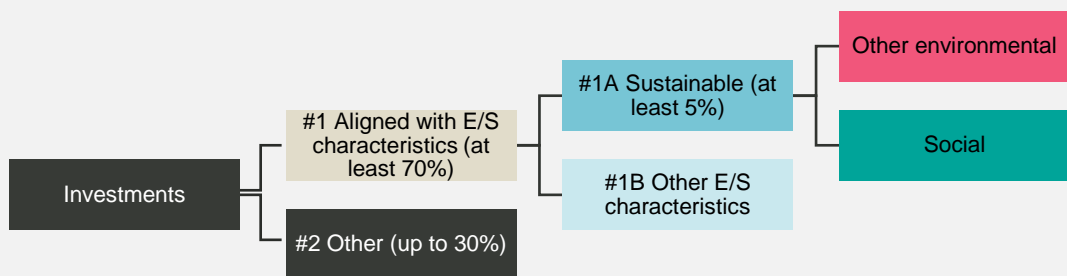 Investments
#1 Aligned with E/S
characteristics (at
least 70%)
#2 Other (up to 30%)
#1A Sustainable (at
least 5%)
#1B Other E/S
characteristics
Other environmental
Social